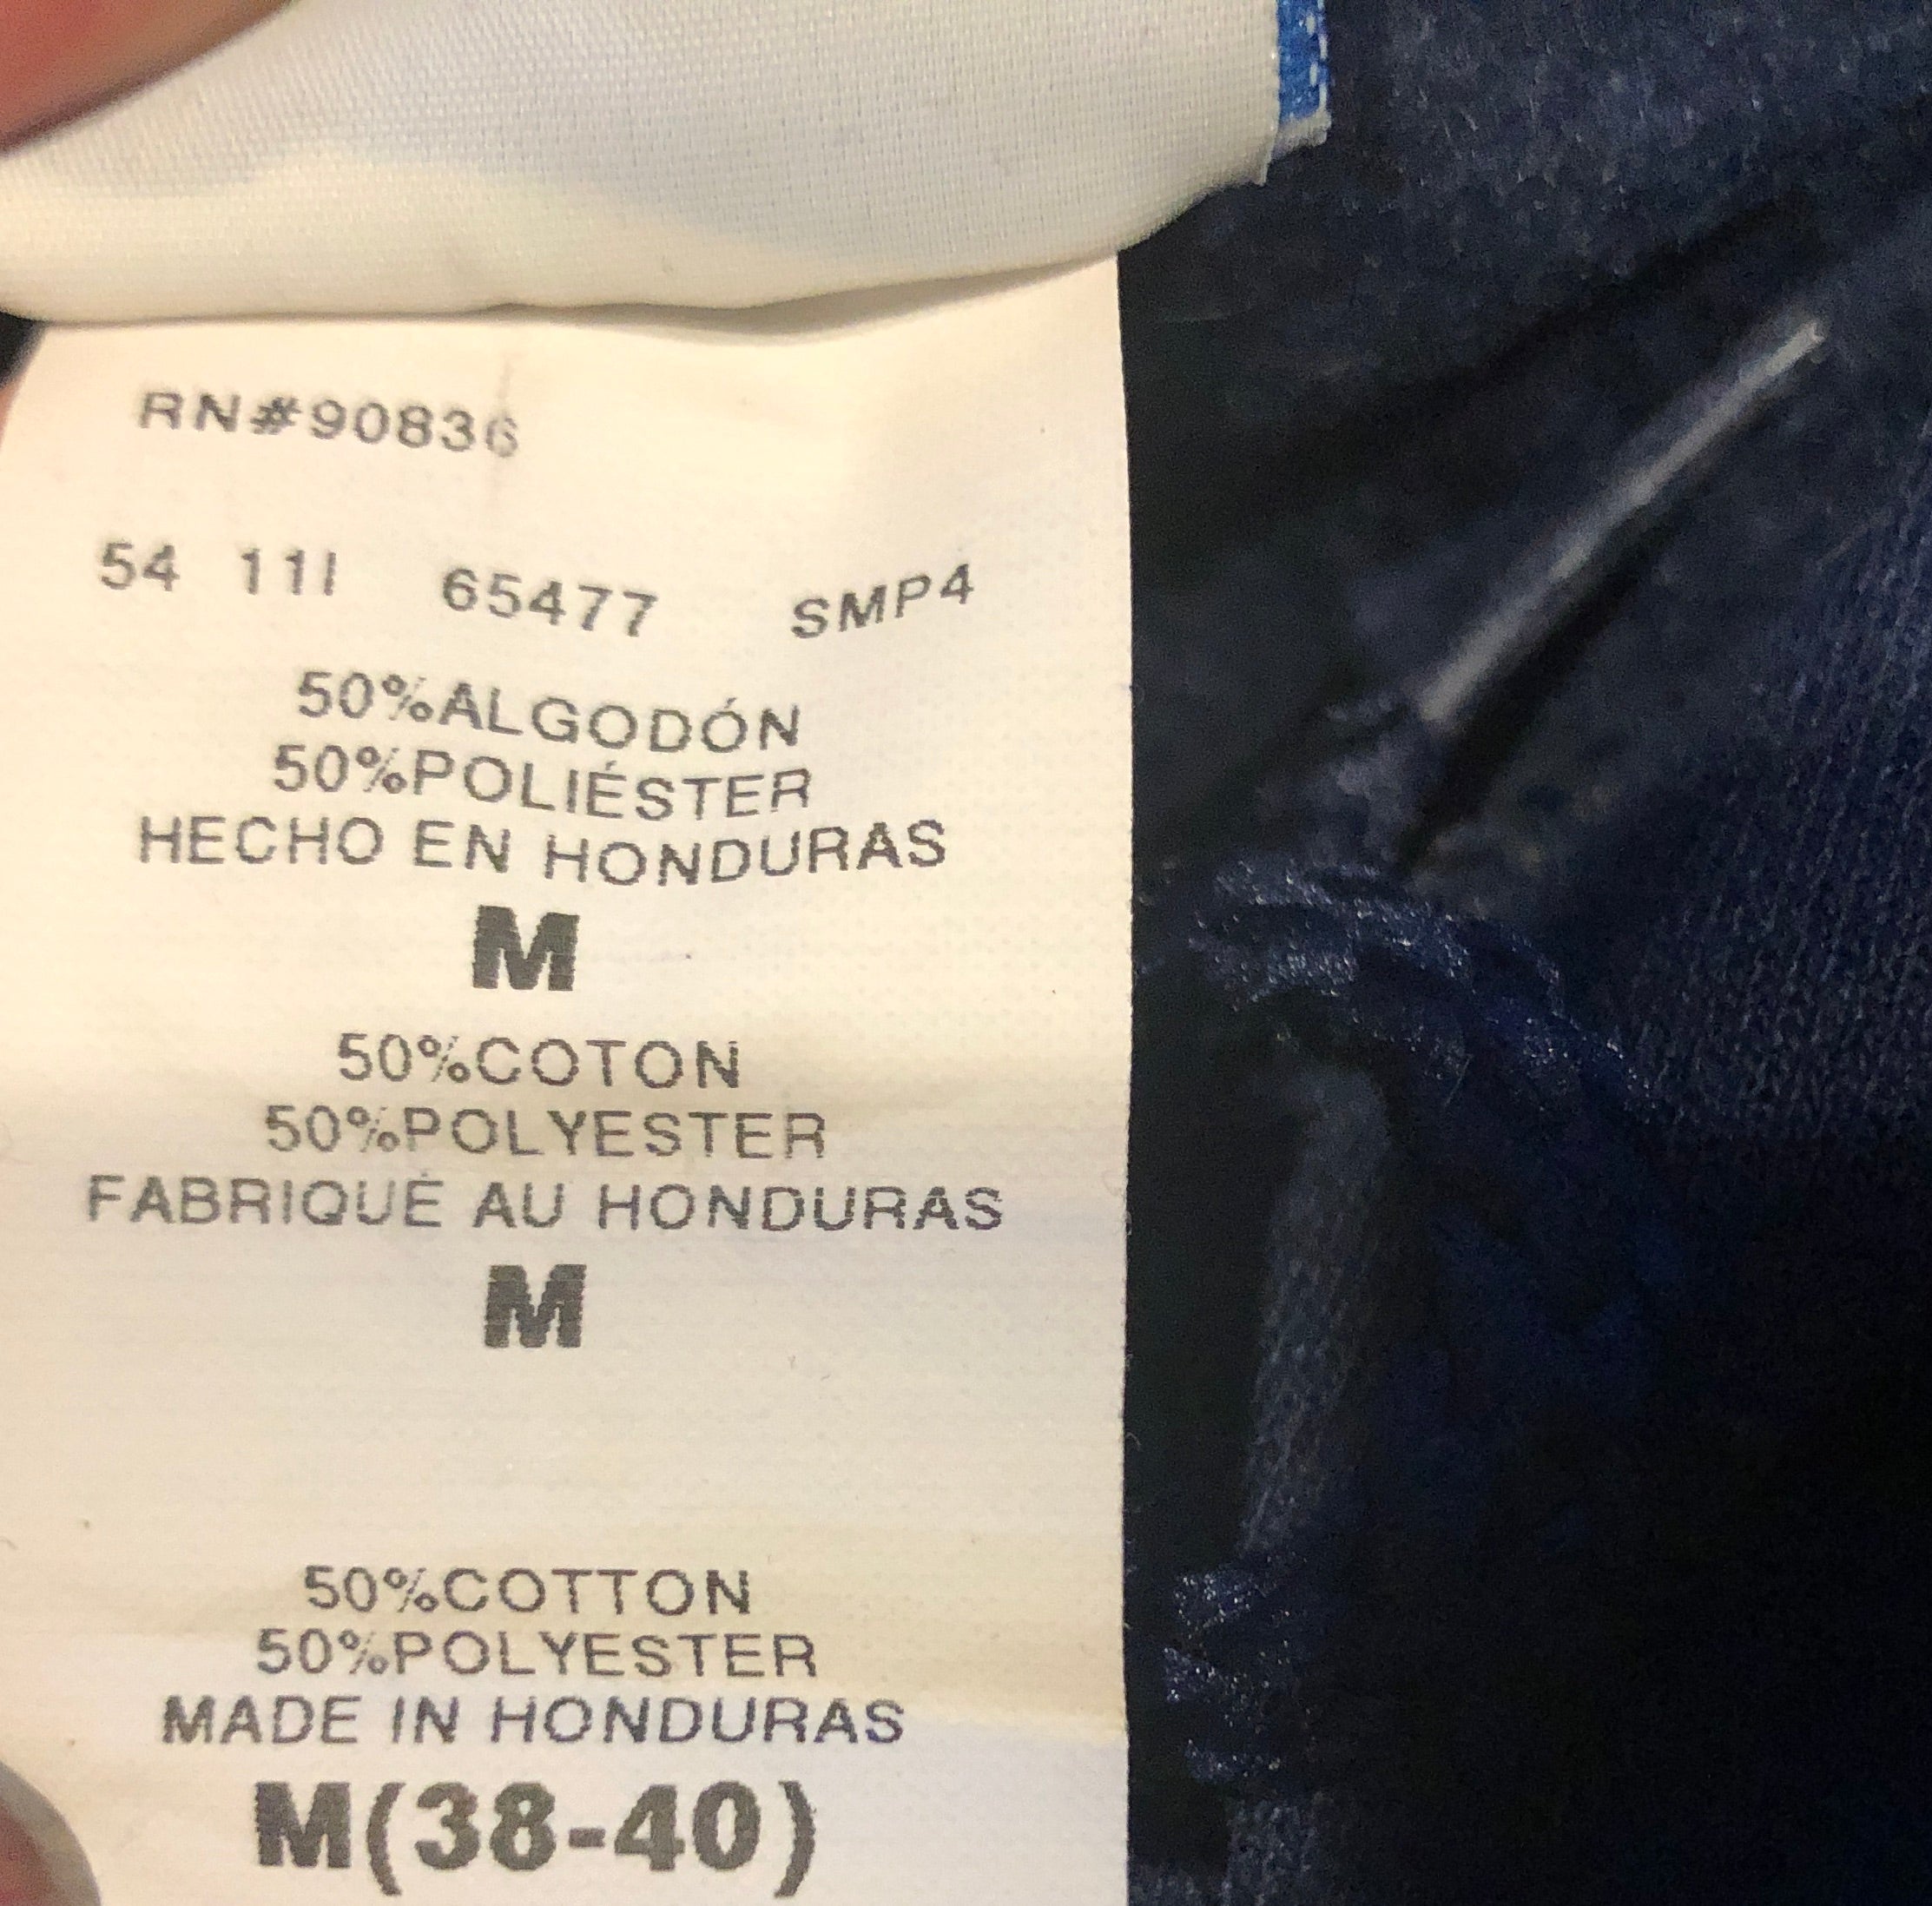 RN#90836
54 11I 65477 SMP4
50%ALGODÓN
50%POLIÉSTER
HECHO EN HONDURAS
M
50%COTON
50%POLYESTER
FABRIQUÉ AU HONDURAS
M
50%COTTON
50%POLYESTER
MADE IN HONDURAS
M(38-40)